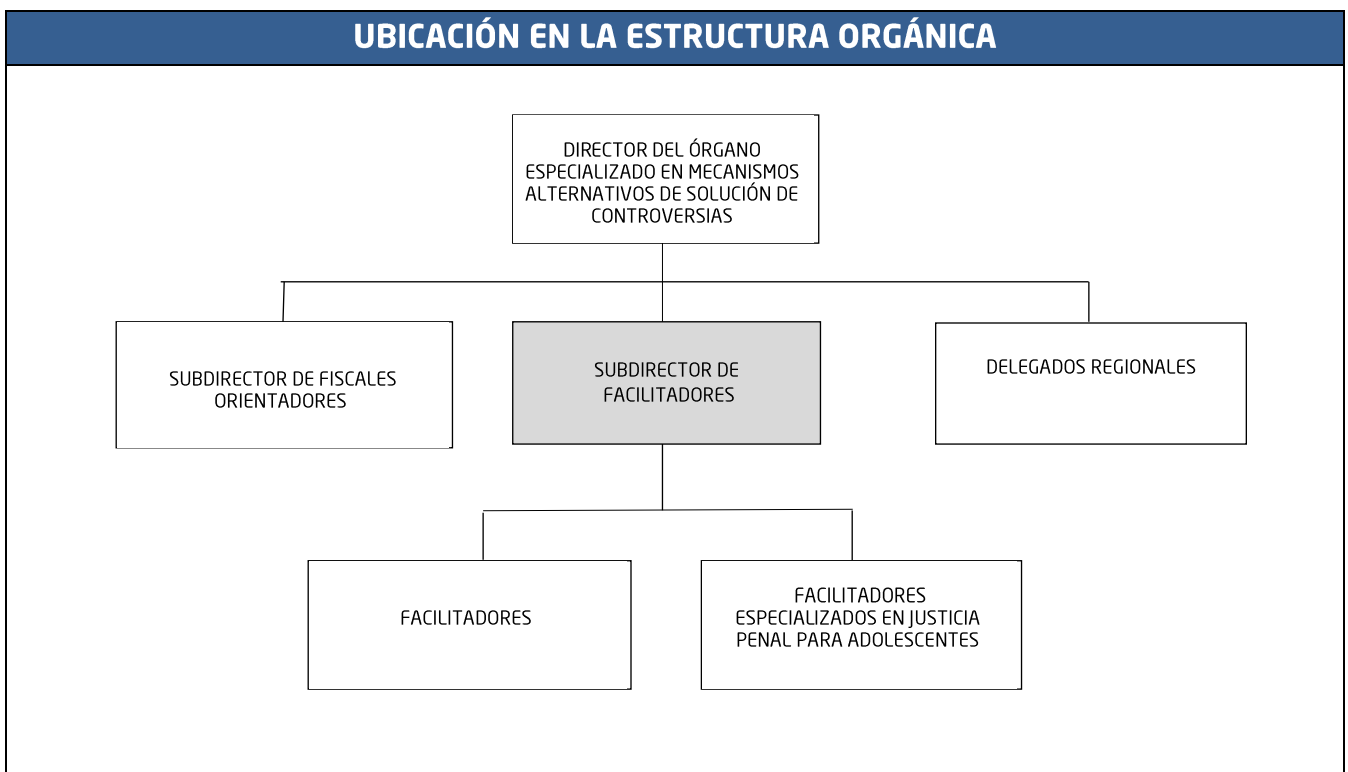 UBICACIÓN EN LA ESTRUCTURA ORGÁNICA
DIRECTOR DEL ÓRGANO
ESPECIALIZADO EN MECANISMOS
ALTERNATIVOS DE SOLUCIÓN DE
CONTROVERSIAS
SUBDIRECTOR DE FISCALES
ORIENTADORES
SUBDIRECTOR DE
FACILITADORES
DELEGADOS REGIONALES
FACILITADORES
FACILITADORES
ESPECIALIZADOS EN JUSTICIA
PENAL PARA ADOLESCENTES